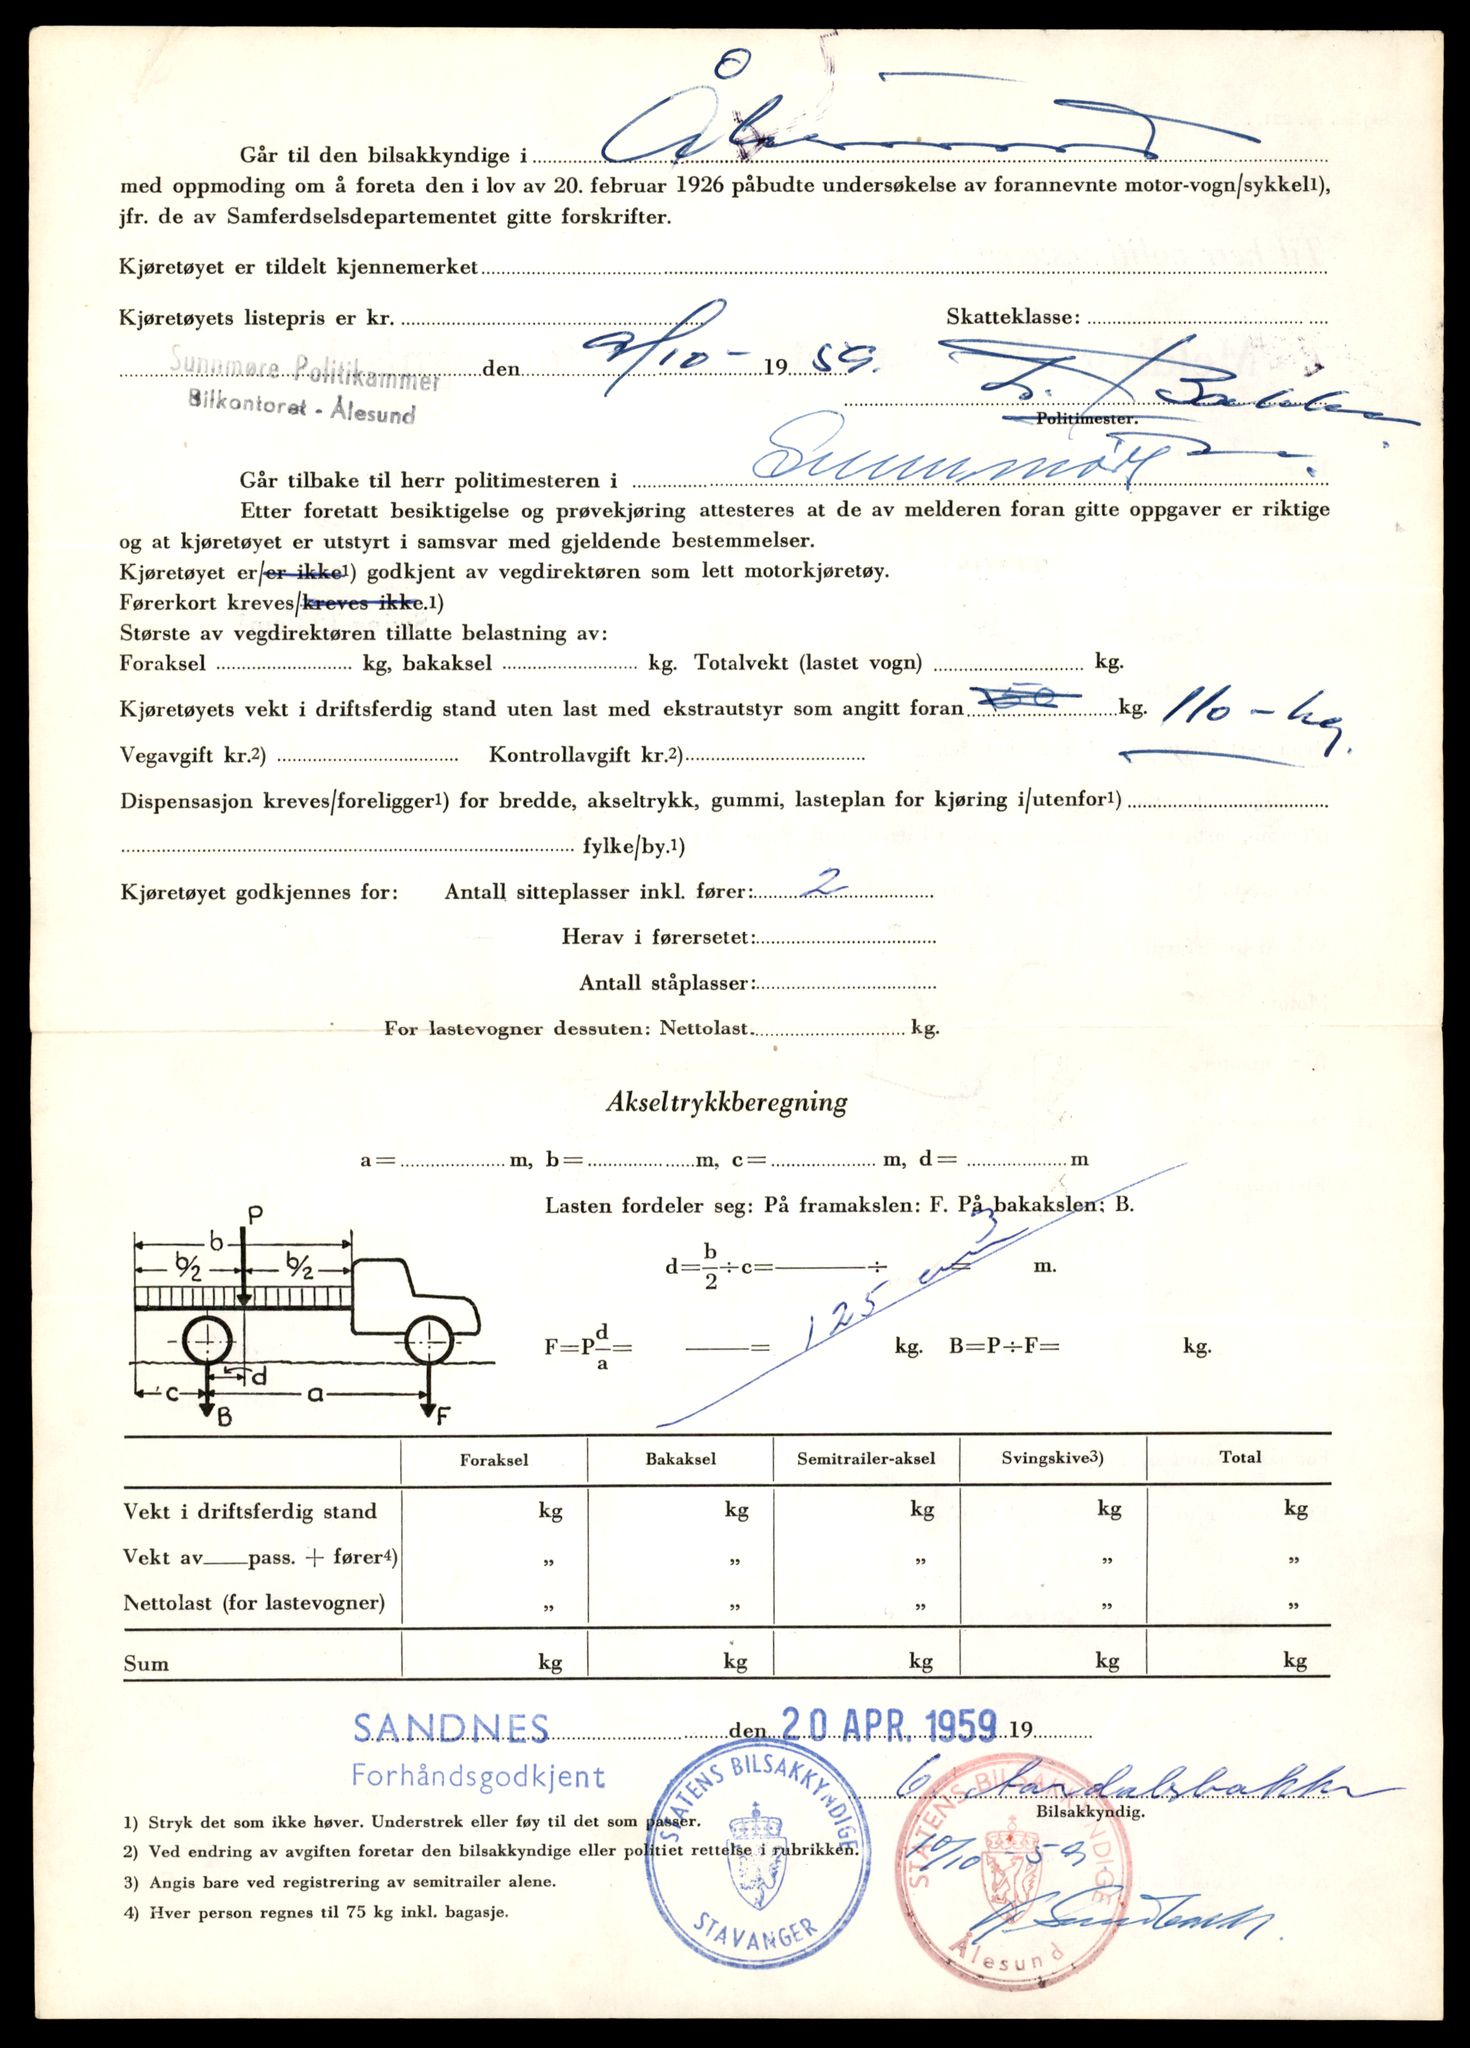 Går til den bilsakkyndige i
med oppmoding om å foreta den i lov av 20. februar 1926 påbudte undersøkelse av forannevnte motor-vogn/sykkel1),
jfr. de av Samferdselsdepartementet gitte forskrifter.
Kjøretøyet er tildelt kjennemerket
Kjøretøyets listepris er kr. Skatteklasse:
Sunnmøre Politikammer den 9/10- 1959.
Bilkontoret - Ålesund
Politimester.
Går tilbake til herr politimesteren i Sunnmøre
Etter foretatt besiktigelse og prøvekjøring attesteres at de av melderen foran gitte oppgaver er riktige
og at kjøretøyet er utstyrt i samsvar med gjeldende bestemmelser.
Kjøretøyet er/er ikke1) godkjent av vegdirektøren som lett motorkjøretøy.
Førerkort kreves/kreves ikke.1)
Største av vegdirektøren tillatte belastning av:
Foraksel kg, bakaksel kg. Totalvekt (lastet vogn) kg.
Kjøretøyets vekt i driftsferdig stand uten last med ekstrautstyr som angitt foran kg. 110 - kg.
Vegavgift kr.2) Kontrollavgift kr.2)
Dispensasjon kreves/foreligger1) for bredde, akseltrykk, gummi, lasteplan for kjøring i/utenfor1)
fylke/by.1)
Kjøretøyet godkjennes for: Antall sitteplasser inkl. fører: 2
Herav i førersetet:
Antall ståplasser:
For lastevogner dessuten: Nettolast kg.
Akseltrykkberegning
a= m, b= m, c= m, d= m
Lasten fordeler seg: På framakslen: F. På bakakslen: B.
d=b/2÷c= ÷ = m.
125 cm3
F=P d/a= = kg. B=P÷F= kg.
P
b
b/2 b/2
d
c a
B F
Foraksel Bakaksel Semitrailer-aksel Svingskive3) Total
Vekt i driftsferdig stand kg kg kg kg kg
Vekt av pass. + fører4) „ „ „ „ „
Nettolast (for lastevogner) „ „ „ „ „
Sum kg kg kg kg kg
SANDNES den 20 APR. 1959 19
Forhåndsgodkjent
Bilsakkyndig.
STATENS BILSAKKYNDIGE
STAVANGER
STATENS BILSAKKYNDIGE
Ålesund
10/10 - 59
1) Stryk det som ikke høver. Understrek eller føy til det som passer.
2) Ved endring av avgiften foretar den bilsakkyndige eller politiet rettelse i rubrikken.
3) Angis bare ved registrering av semitrailer alene.
4) Hver person regnes til 75 kg inkl. bagasje.